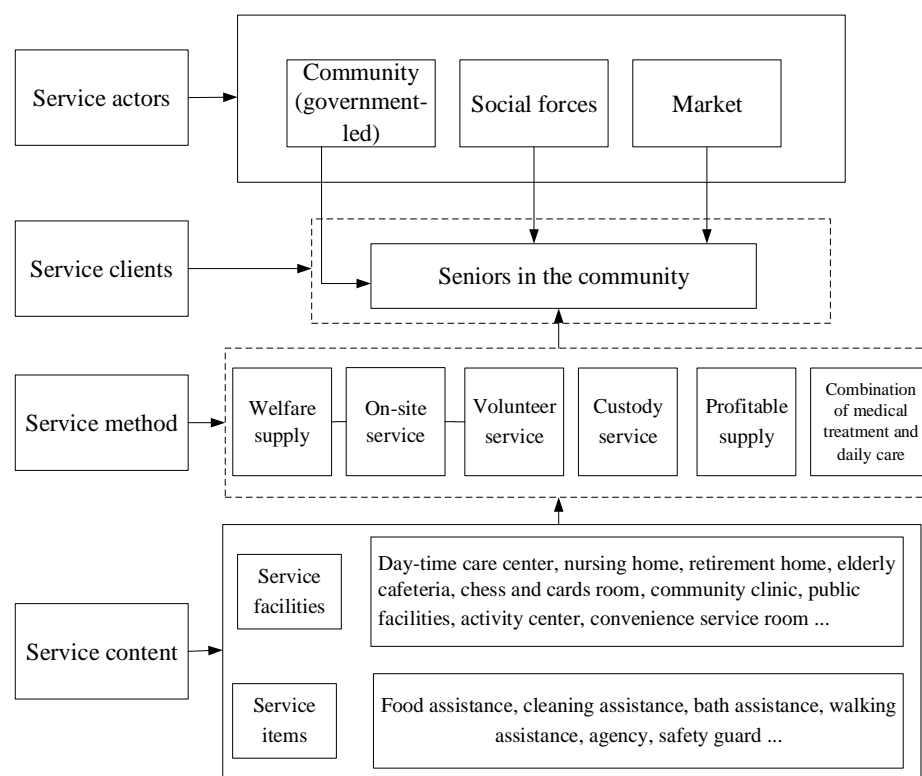 Service actors
Community
(government-
led)
Social forces
Market
Service clients
Seniors in the community
Service method
Welfare
supply
On-site
service
Volunteer
service
Custody
service
Profitable
supply
Combination
of medical
treatment and
daily care
Service content
Service
facilities
Day-time care center, nursing home, retirement home, elderly
cafeteria, chess and cards room, community clinic, public
facilities, activity center, convenience service room ...
Service
items
Food assistance, cleaning assistance, bath assistance, walking
assistance, agency, safety guard ...